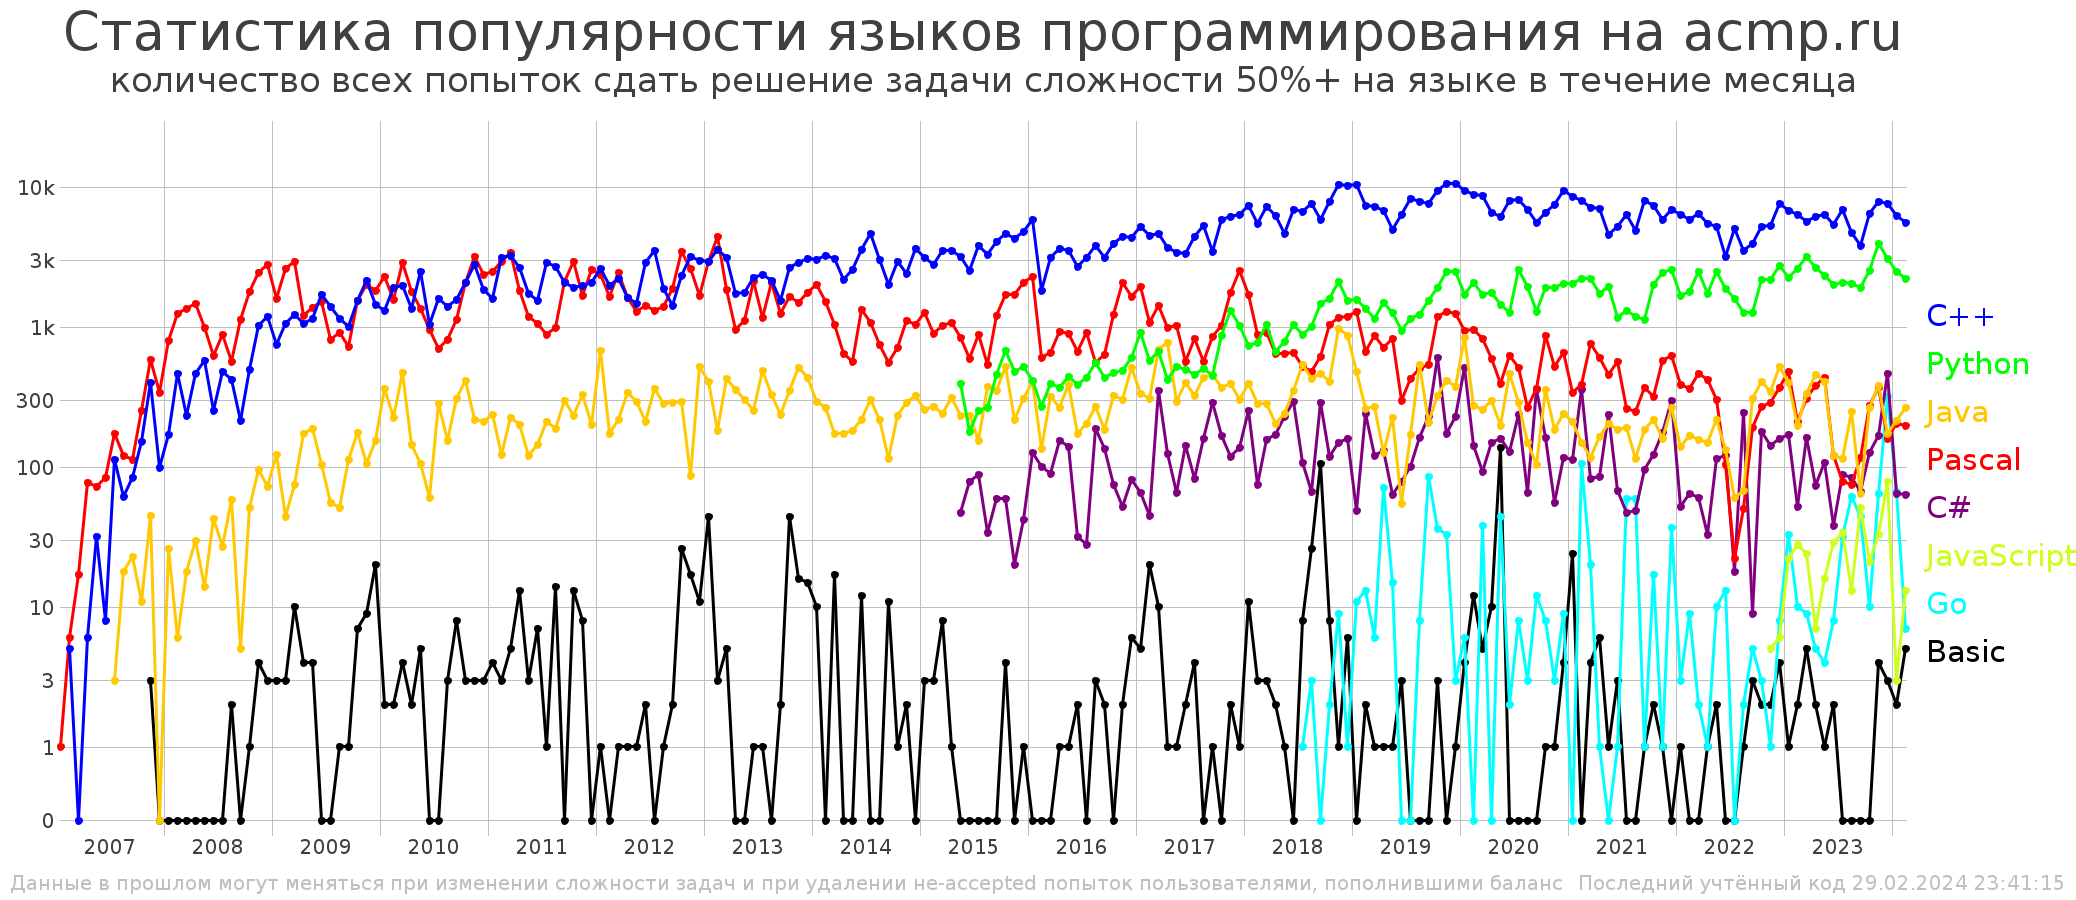 Статистика популярности языков программирования на acmp.ru
количество всех попыток сдать решение задачи сложности 50%+ на языке в течение месяца
10k
3k
1k
300
100
30
10
3
1
0
C++
Python
Java
Pascal
C#
JavaScript
Go
Basic
2007 2008 2009 2010 2011 2012 2013 2014 2015 2016 2017 2018 2019 2020 2021 2022 2023
Данные в прошлом могут меняться при изменении сложности задач и при удалении не-accepted попыток пользователями, пополнившими баланс Последний учтённый код 29.02.2024 23:41:15